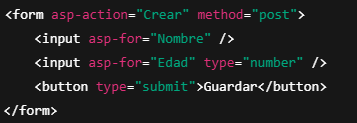 <form asp-action="Crear" method="post">
    <input asp-for="Nombre" />
    <input asp-for="Edad" type="number" />
    <button type="submit">Guardar</button>
</form>